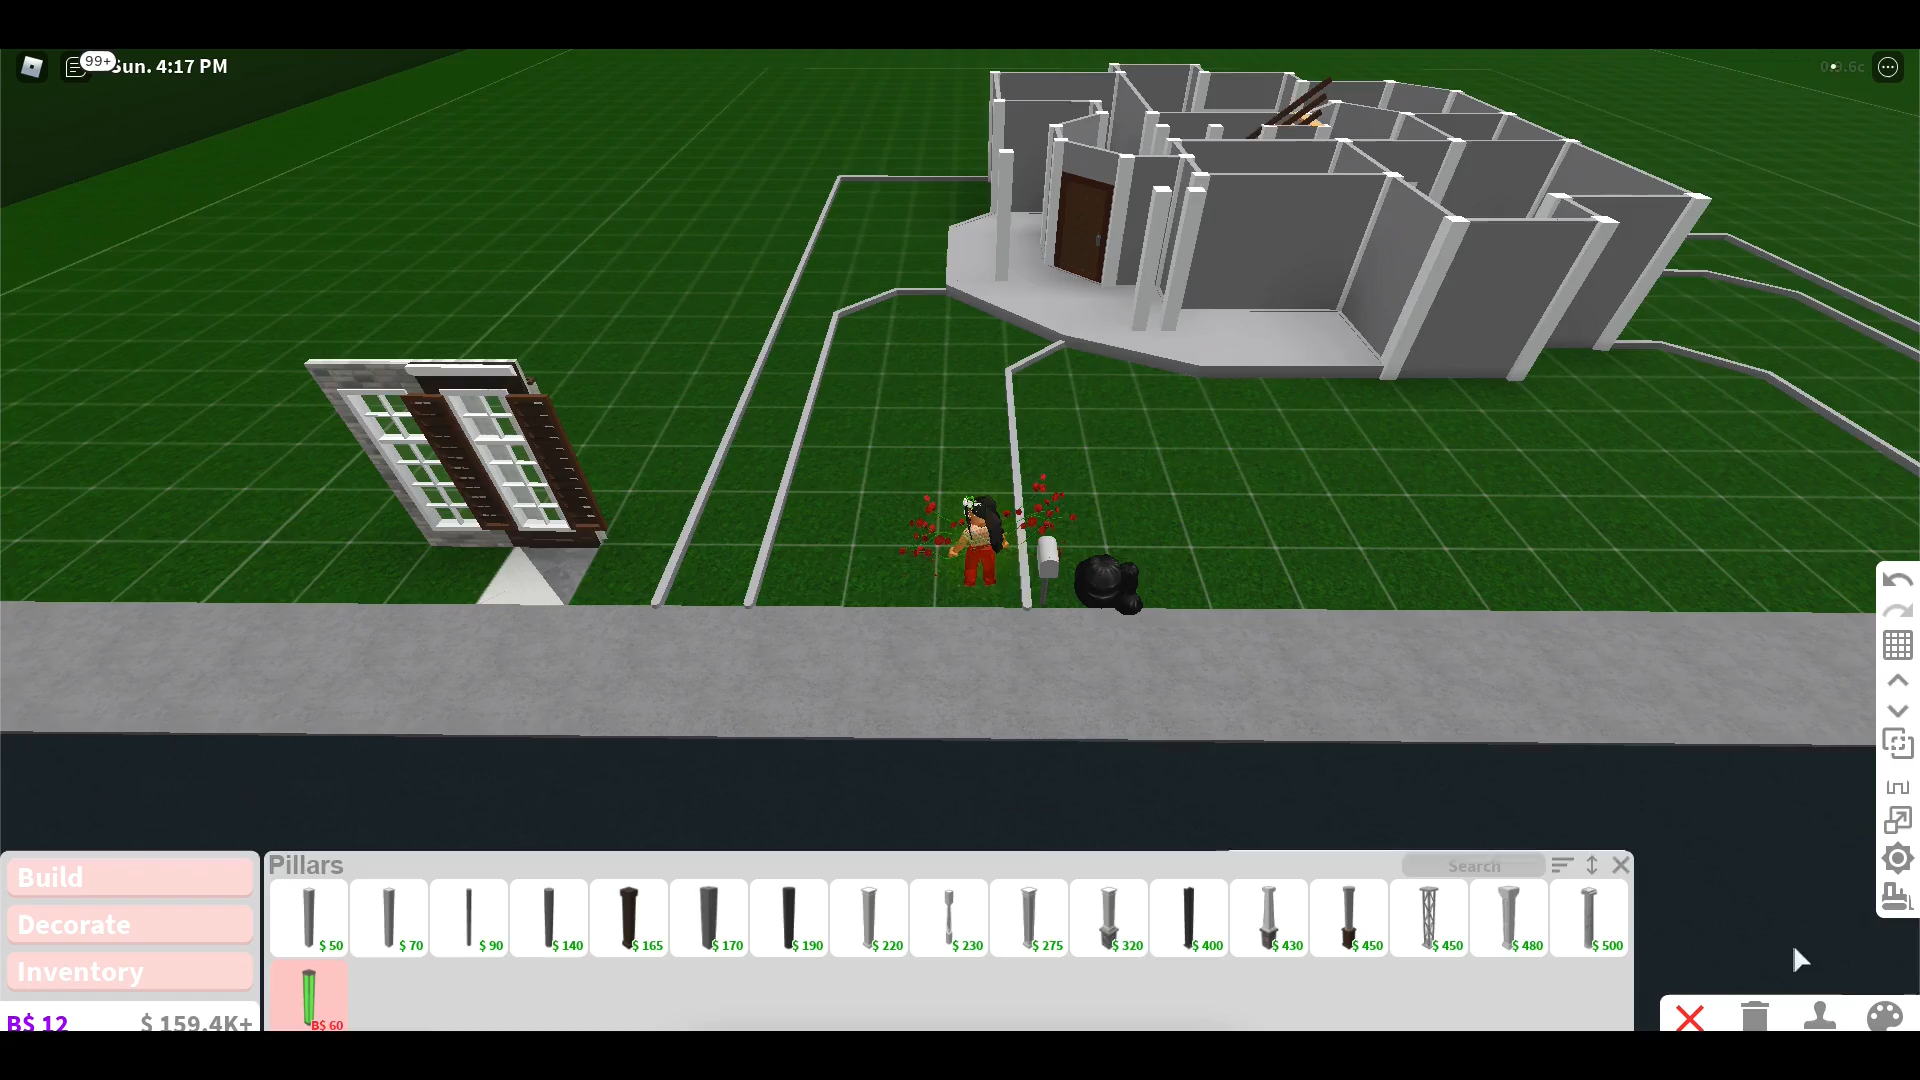 99+
Sun. 4:17 PM
Build
Decorate
Inventory
B$ 12
$ 159.4K+
Pillars
Search
$ 50
$ 70
$ 90
$ 140
$ 165
$ 170
$ 190
$ 220
$ 230
$ 275
$ 320
$ 400
$ 430
$ 450
$ 450
$ 480
$ 500
B$ 60